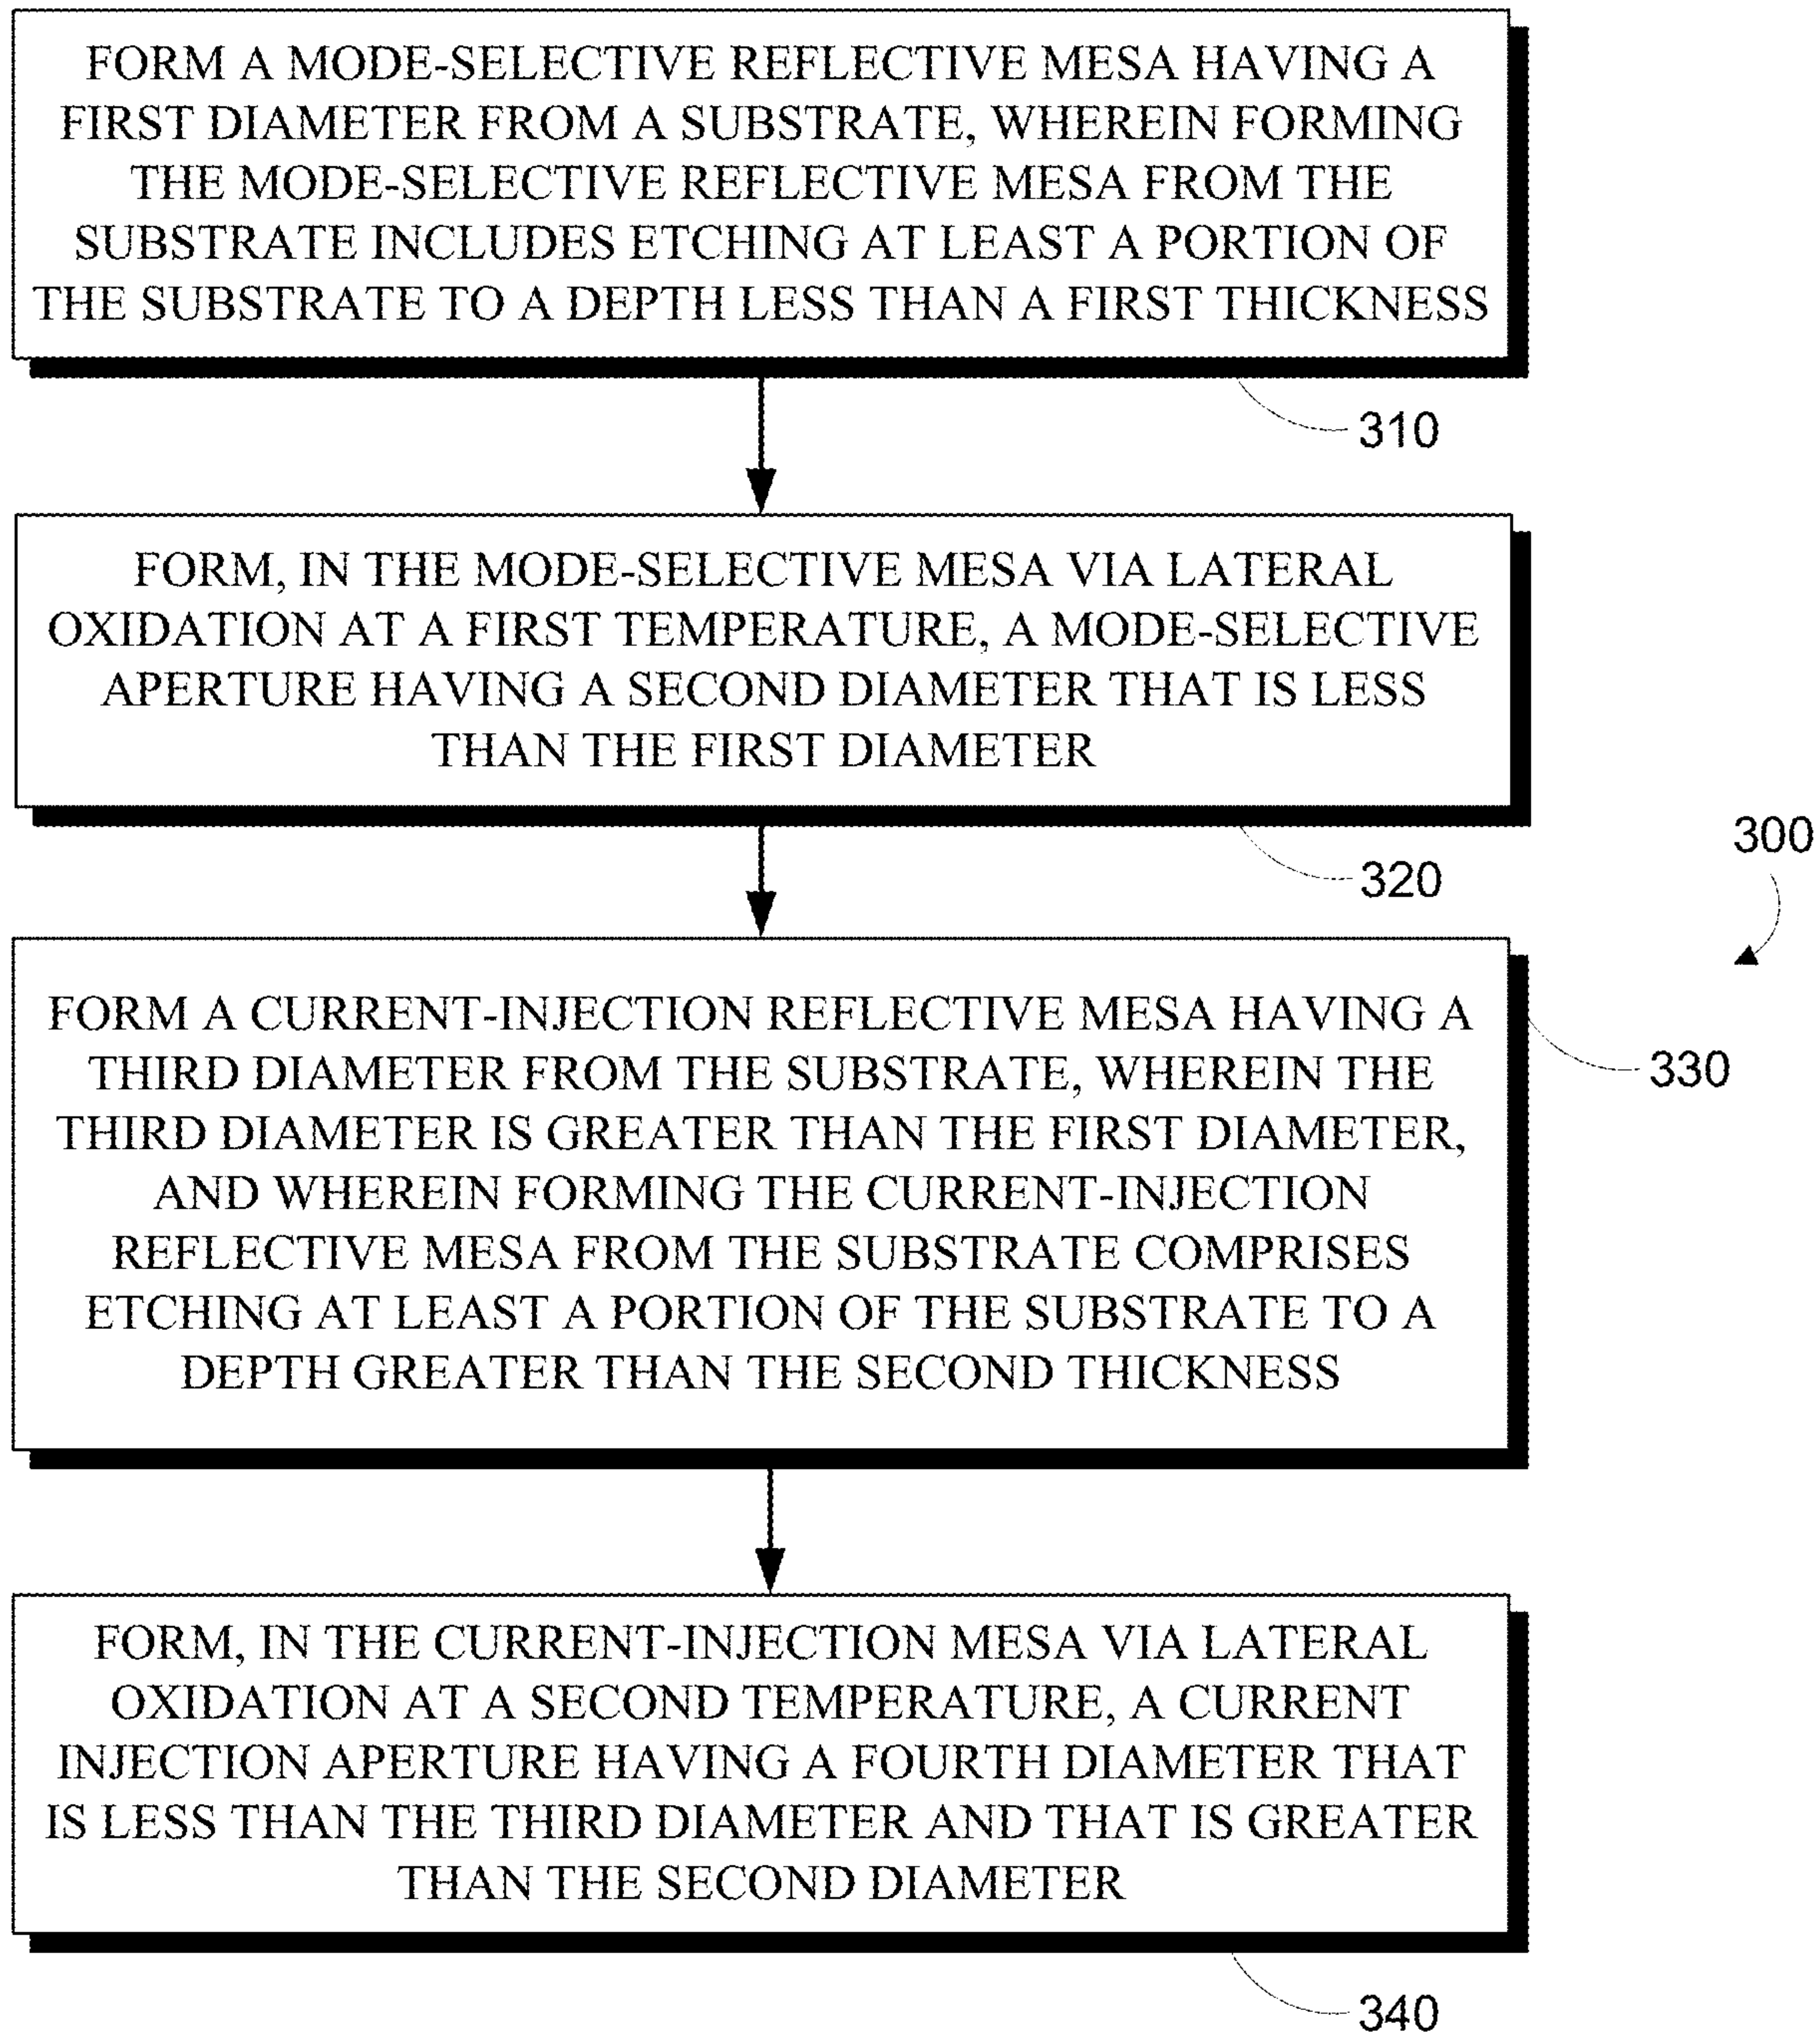 FORM A MODE-SELECTIVE REFLECTIVE MESA HAVING A
FIRST DIAMETER FROM A SUBSTRATE, WHEREIN FORMING
THE MODE-SELECTIVE REFLECTIVE MESA FROM THE
SUBSTRATE INCLUDES ETCHING AT LEAST A PORTION OF
THE SUBSTRATE TO A DEPTH LESS THAN A FIRST THICKNESS
310
FORM, IN THE MODE-SELECTIVE MESA VIA LATERAL
OXIDATION AT A FIRST TEMPERATURE, A MODE-SELECTIVE
APERTURE HAVING A SECOND DIAMETER THAT IS LESS
THAN THE FIRST DIAMETER
320
300
FORM A CURRENT-INJECTION REFLECTIVE MESA HAVING A
THIRD DIAMETER FROM THE SUBSTRATE, WHEREIN THE
THIRD DIAMETER IS GREATER THAN THE FIRST DIAMETER,
AND WHEREIN FORMING THE CURRENT-INJECTION
REFLECTIVE MESA FROM THE SUBSTRATE COMPRISES
ETCHING AT LEAST A PORTION OF THE SUBSTRATE TO A
DEPTH GREATER THAN THE SECOND THICKNESS
330
FORM, IN THE CURRENT-INJECTION MESA VIA LATERAL
OXIDATION AT A SECOND TEMPERATURE, A CURRENT
INJECTION APERTURE HAVING A FOURTH DIAMETER THAT
IS LESS THAN THE THIRD DIAMETER AND THAT IS GREATER
THAN THE SECOND DIAMETER
340